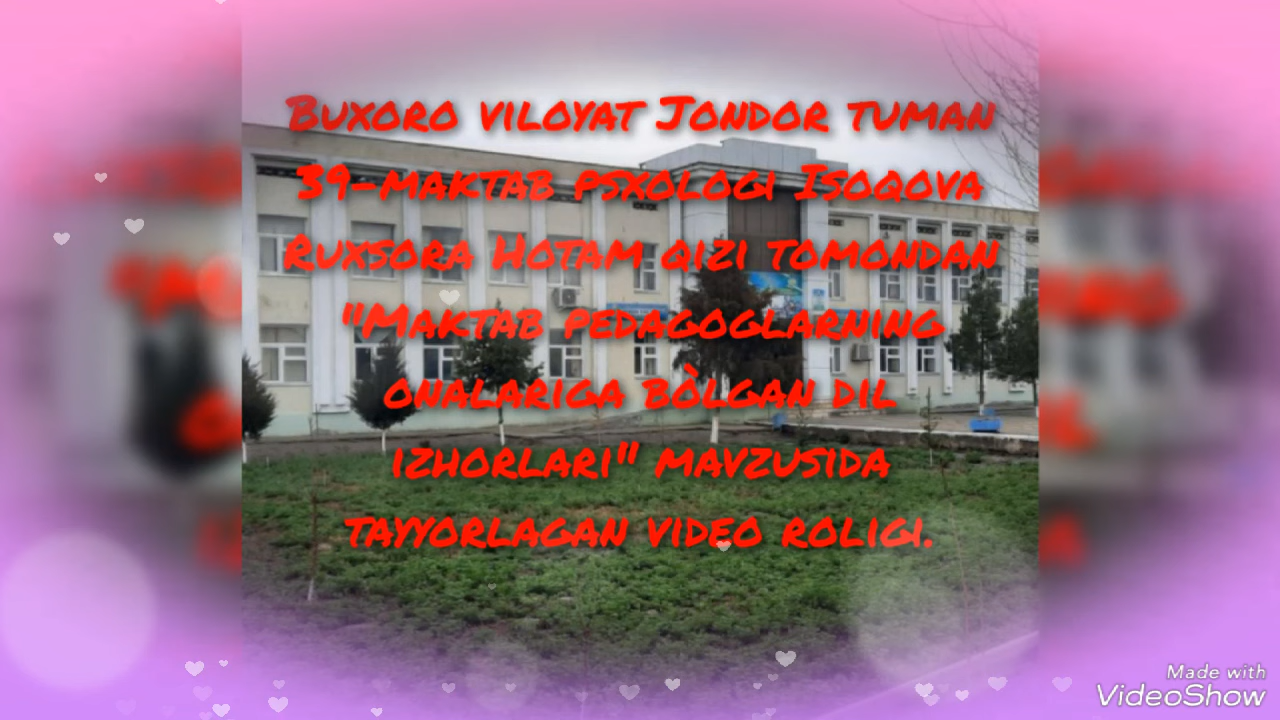 Buxoro viloyat Jondor tuman
39-maktab psxologi Isoqova
Ruxsora Hotam qizi tomondan
"Maktab pedagoglarning
onalariga bòlgan dil
izhorlari" mavzusida
tayyorlagan video roligi.
Made with
VideoShow